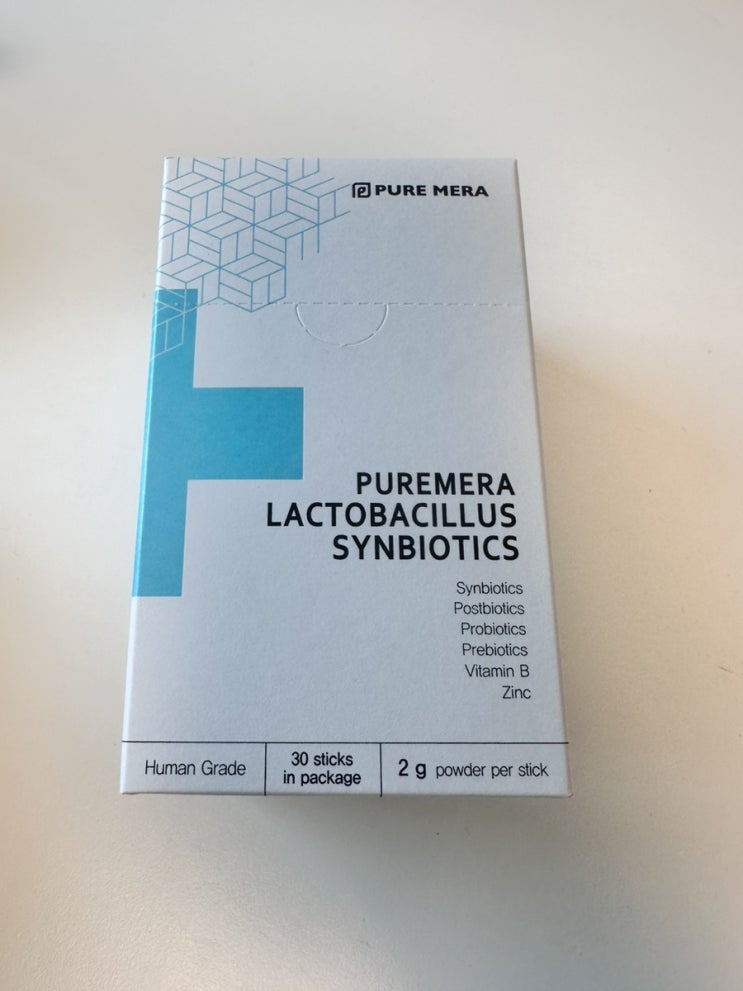 PURE MERA
PUREMERA
LACTOBACILLUS
SYNBIOTICS
Synbiotics
Postbiotics
Probiotics
Prebiotics
Vitamin B
Zinc
Human Grade
30 sticks
in package
2 g powder per stick